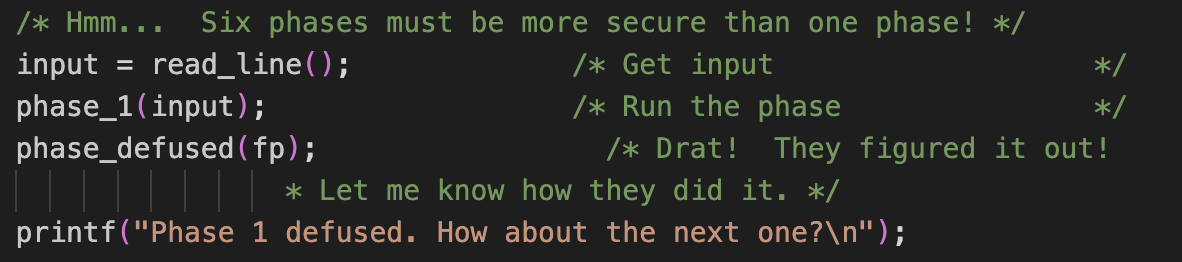 /* Hmm...  Six phases must be more secure than one phase! */
input = read_line();             /* Get input                   */
phase_1(input);                  /* Run the phase               */
phase_defused(fp);                 /* Drat!  They figured it out!
                * Let me know how they did it. */
printf("Phase 1 defused. How about the next one?\n");